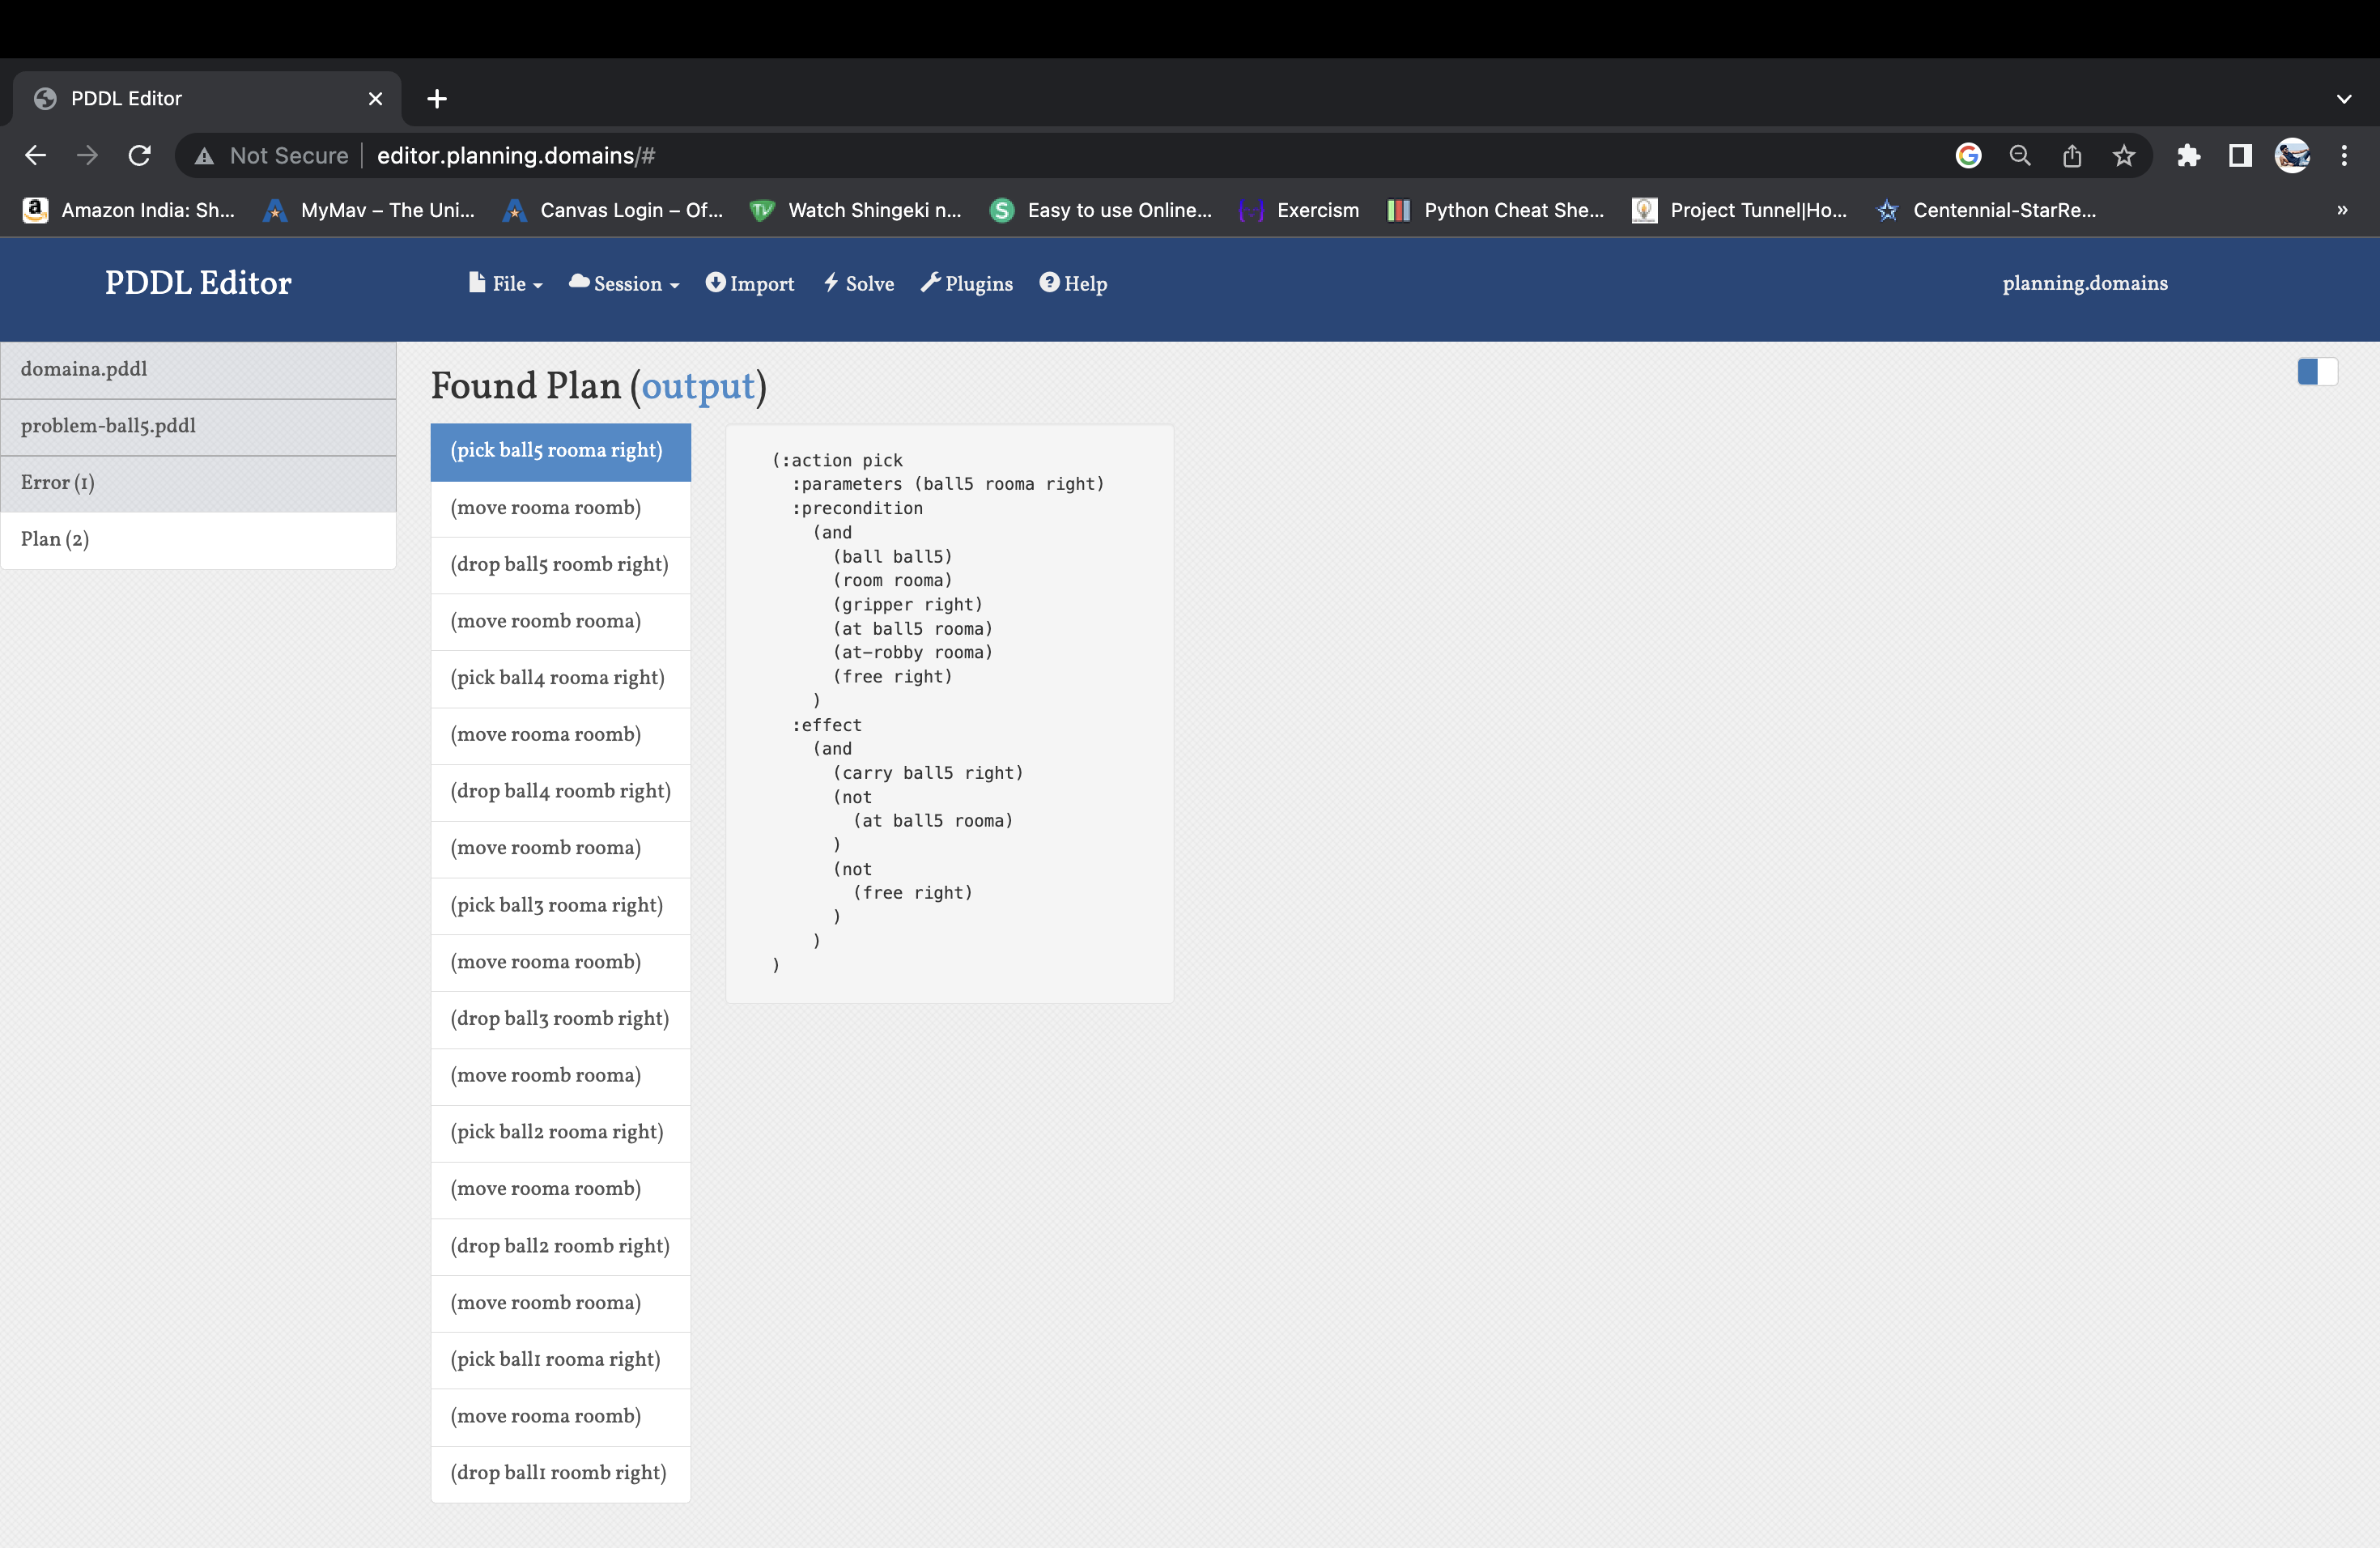 PDDL Editor
Not Secure editor.planning.domains/#
Amazon India: Sh... MyMav – The Uni... Canvas Login – Of... Watch Shingeki n... Easy to use Online... Exercism Python Cheat She... Project Tunnel|Ho... Centennial-StarRe... »
PDDL Editor File Session Import Solve Plugins Help planning.domains
domaina.pddl
problem-ball5.pddl
Error (1)
Plan (2)
Found Plan (output)
(pick ball5 rooma right)
(move rooma roomb)
(drop ball5 roomb right)
(move roomb rooma)
(pick ball4 rooma right)
(move rooma roomb)
(drop ball4 roomb right)
(move roomb rooma)
(pick ball3 rooma right)
(move rooma roomb)
(drop ball3 roomb right)
(move roomb rooma)
(pick ball2 rooma right)
(move rooma roomb)
(drop ball2 roomb right)
(move roomb rooma)
(pick ball1 rooma right)
(move rooma roomb)
(drop ball1 roomb right)
(:action pick
:parameters (ball5 rooma right)
:precondition
(and
(ball ball5)
(room rooma)
(gripper right)
(at ball5 rooma)
(at-robby rooma)
(free right)
)
:effect
(and
(carry ball5 right)
(not
(at ball5 rooma)
)
(not
(free right)
)
)
)